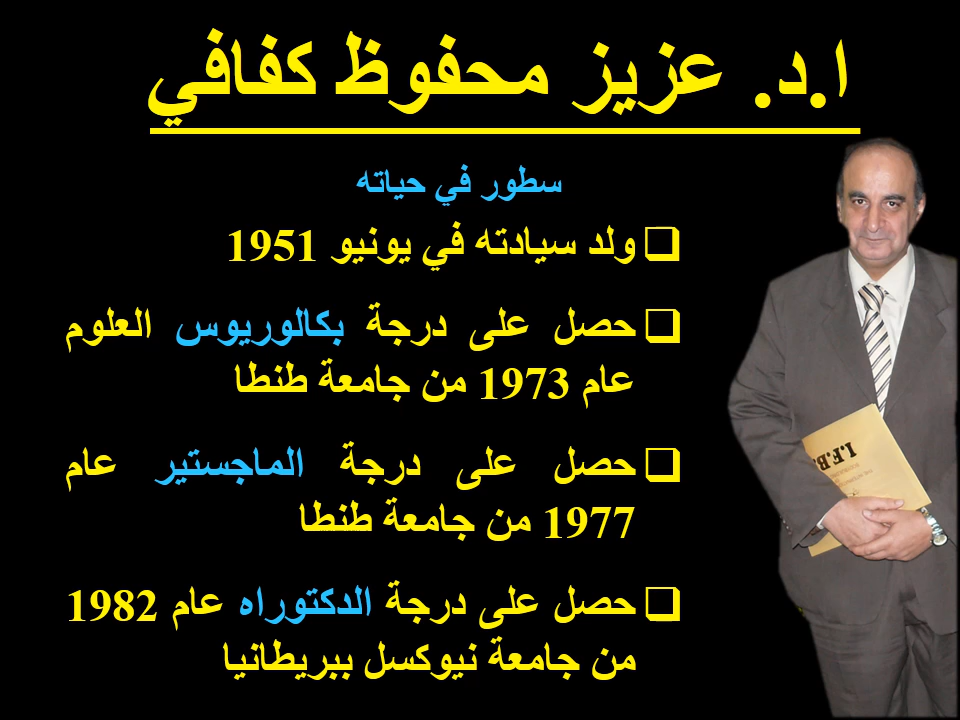 ا.د. عزيز محفوظ كفافي
سطور في حياته
ولد سيادته في يونيو 1951
حصل على درجة بكالوريوس العلوم
عام 1973 من جامعة طنطا
حصل على درجة الماجستير عام
1977 من جامعة طنطا
حصل على درجة الدكتوراه عام 1982
من جامعة نيوكسل ببريطانيا
I.F.B.